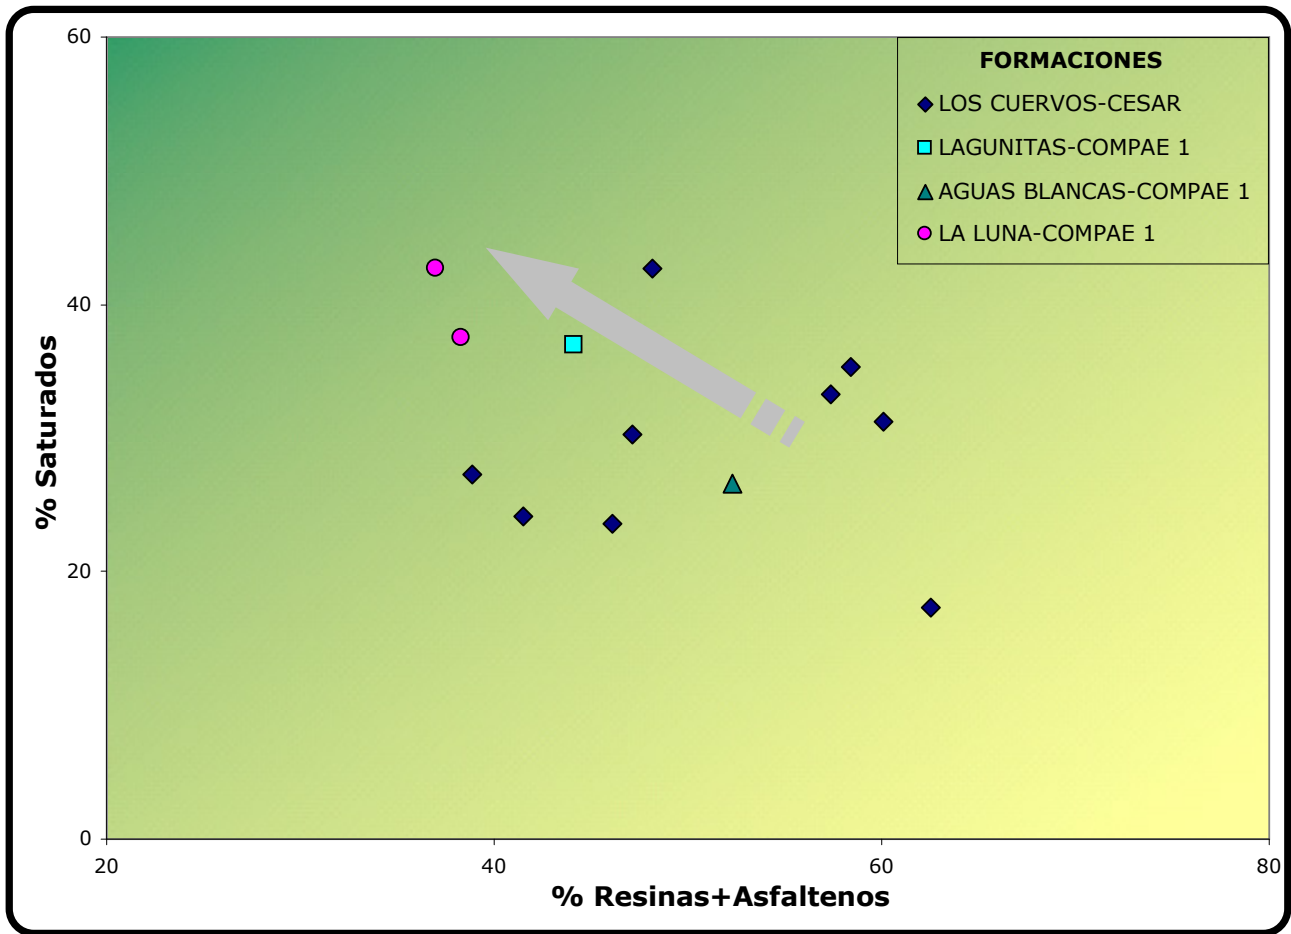 60
FORMACIONES
LOS CUERVOS-CESAR
LAGUNITAS-COMPAE 1
AGUAS BLANCAS-COMPAE 1
LA LUNA-COMPAE 1
40
% Saturados
20
0
20
40
60
80
% Resinas+Asfaltenos